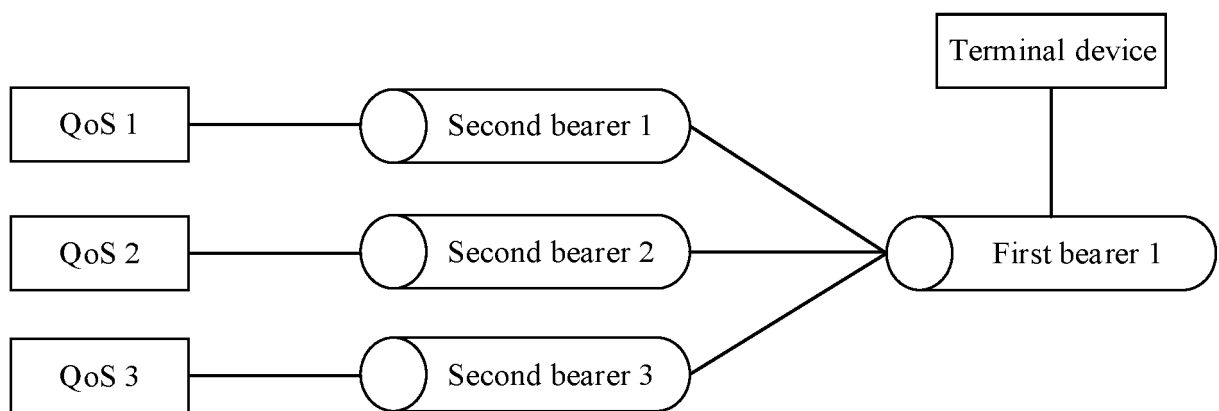 Terminal device
QoS 1
Second bearer 1
QoS 2
Second bearer 2
First bearer 1
QoS 3
Second bearer 3